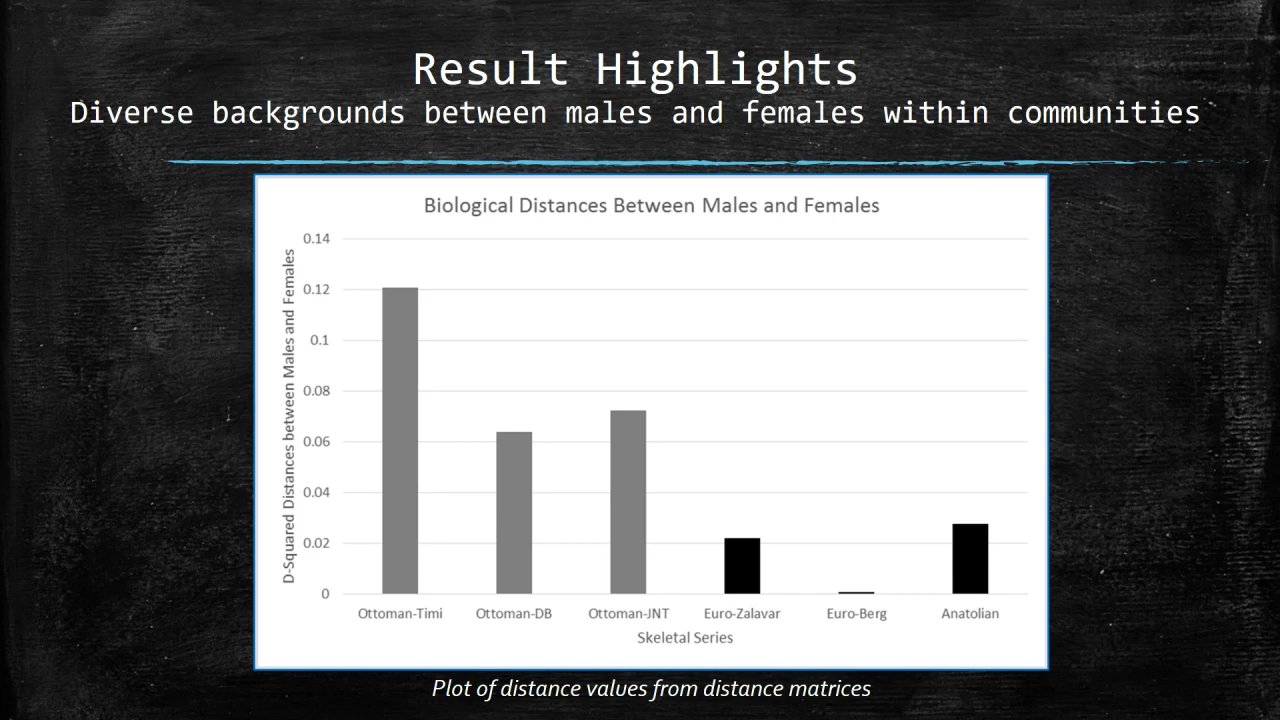 Result Highlights
Diverse backgrounds between males and females within communities
Biological Distances Between Males and Females
D-Squared Distances between Males and Females
0.14
0.12
0.1
0.08
0.06
0.04
0.02
0
Ottoman-Timi Ottoman-DB Ottoman-JNT Euro-Zalavar Euro-Berg Anatolian
Skeletal Series
Plot of distance values from distance matrices